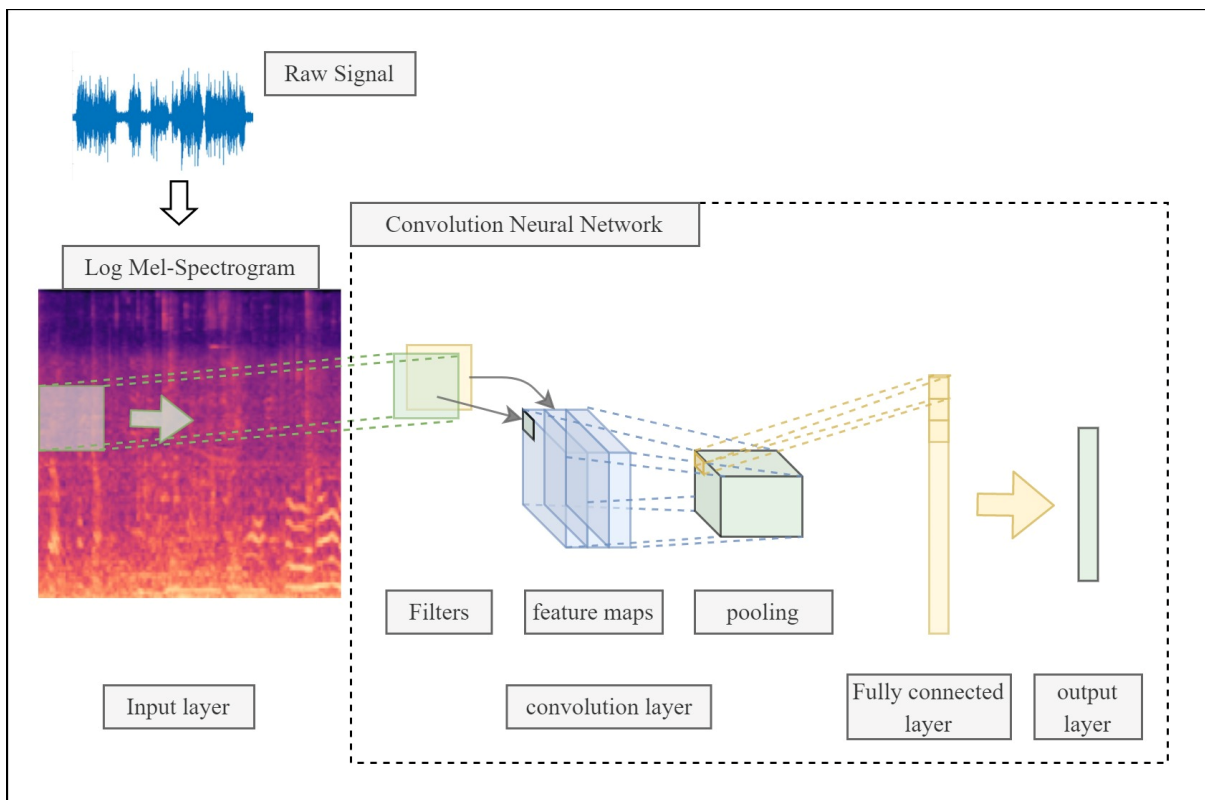 Raw Signal
Convolution Neural Network
Log Mel-Spectrogram
Filters
feature maps
pooling
Input layer
convolution layer
Fully connected
layer
output
layer